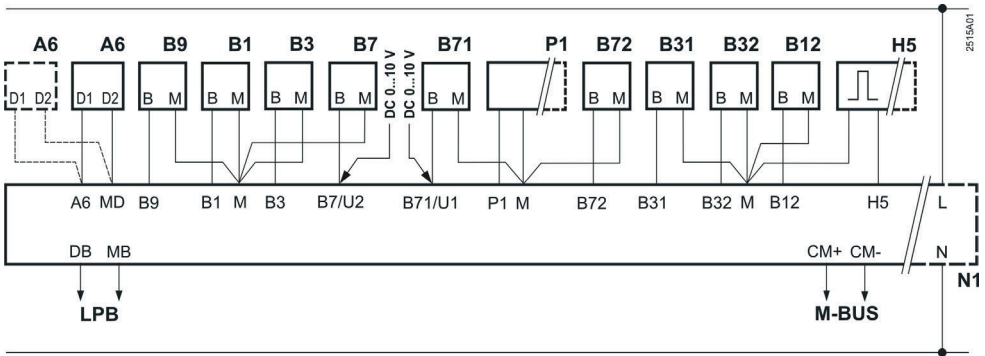 2515A01
A6 A6 B9 B1 B3 B7 DC 0...10 V DC 0...10 V B71 P1 B72 B31 B32 B12 H5
D1 D2 D1 D2 B B M B M B M B M B M B B M B M
A6 MD B9 B1 M B3 B7/U2 B71/U1 P1 M B72 B31 B32 M B12 H5 L
DB MB CM+ CM- N
N1
LPB M-BUS